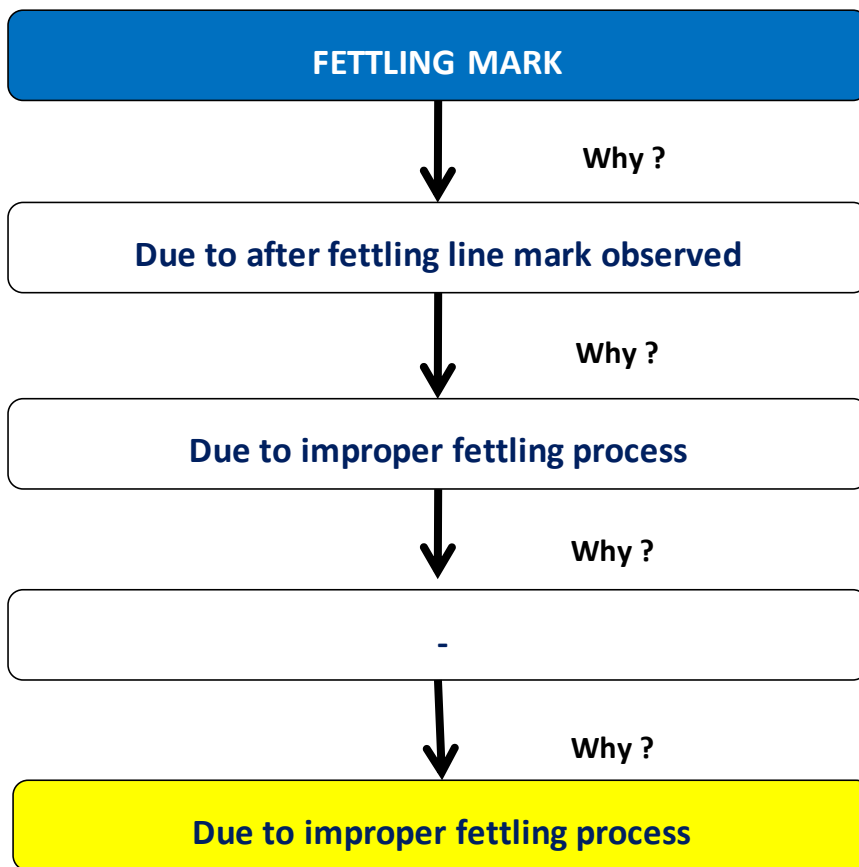 FETTLING MARK
Why ?
Due to after fettling line mark observed
Why ?
Due to improper fettling process
Why ?
-
Why ?
Due to improper fettling process